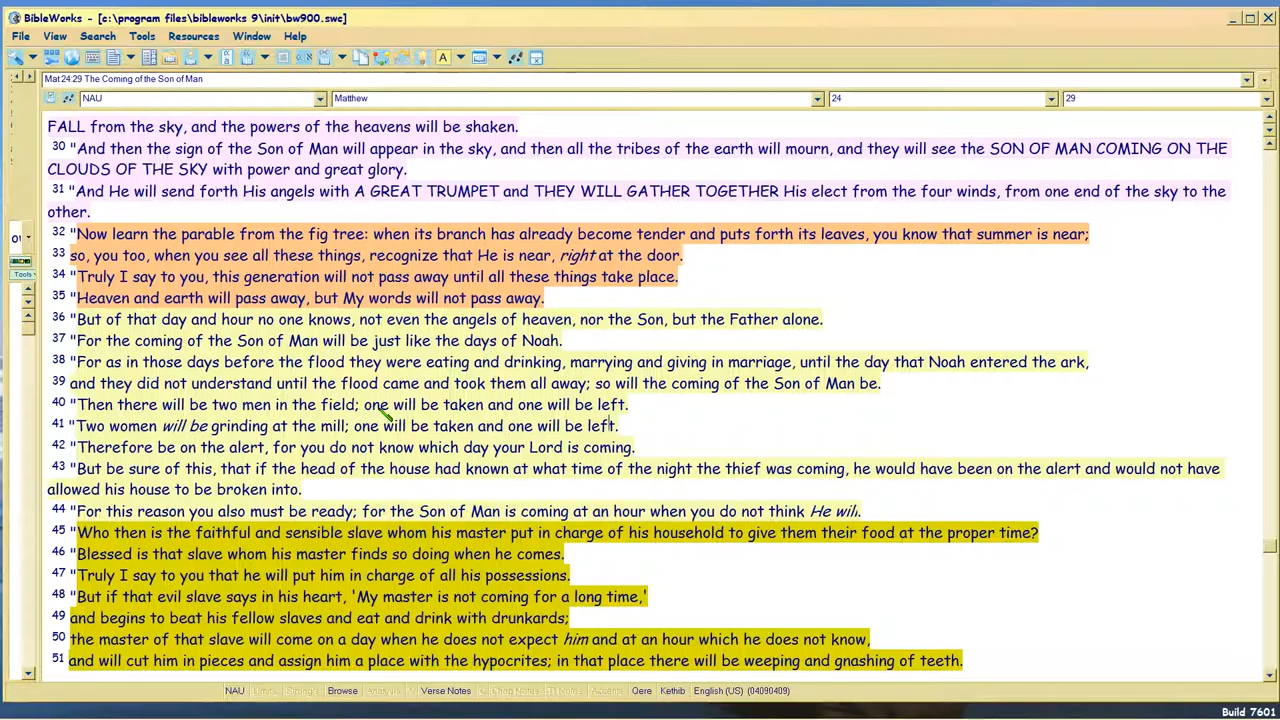 BibleWorks - [c:\program files\bibleworks 9\init\bw900.swc]
File View Search Tools Resources Window Help
Mat 24:29 The Coming of the Son of Man
NAU Matthew 24 29
FALL from the sky, and the powers of the heavens will be shaken.
30 "And then the sign of the Son of Man will appear in the sky, and then all the tribes of the earth will mourn, and they will see the SON OF MAN COMING ON THE
CLOUDS OF THE SKY with power and great glory.
31 "And He will send forth His angels with A GREAT TRUMPET and THEY WILL GATHER TOGETHER His elect from the four winds, from one end of the sky to the
other.
32 "Now learn the parable from the fig tree: when its branch has already become tender and puts forth its leaves, you know that summer is near;
33 so, you too, when you see all these things, recognize that He is near, right at the door.
34 "Truly I say to you, this generation will not pass away until all these things take place.
35 "Heaven and earth will pass away, but My words will not pass away.
36 "But of that day and hour no one knows, not even the angels of heaven, nor the Son, but the Father alone.
37 "For the coming of the Son of Man will be just like the days of Noah.
38 "For as in those days before the flood they were eating and drinking, marrying and giving in marriage, until the day that Noah entered the ark,
39 and they did not understand until the flood came and took them all away; so will the coming of the Son of Man be.
40 "Then there will be two men in the field; one will be taken and one will be left.
41 "Two women will be grinding at the mill; one will be taken and one will be left.
42 "Therefore be on the alert, for you do not know which day your Lord is coming.
43 "But be sure of this, that if the head of the house had known at what time of the night the thief was coming, he would have been on the alert and would not have
allowed his house to be broken into.
44 "For this reason you also must be ready; for the Son of Man is coming at an hour when you do not think He will.
45 "Who then is the faithful and sensible slave whom his master put in charge of his household to give them their food at the proper time?
46 "Blessed is that slave whom his master finds so doing when he comes.
47 "Truly I say to you that he will put him in charge of all his possessions.
48 "But if that evil slave says in his heart, 'My master is not coming for a long time,'
49 and begins to beat his fellow slaves and eat and drink with drunkards;
50 the master of that slave will come on a day when he does not expect him and at an hour which he does not know,
51 and will cut him in pieces and assign him a place with the hypocrites; in that place there will be weeping and gnashing of teeth.
Tools
NAU Strongs Browse Analysis Verse Notes Chap Notes Accents Qere Kethib English (US) (04090409)
Build 7601